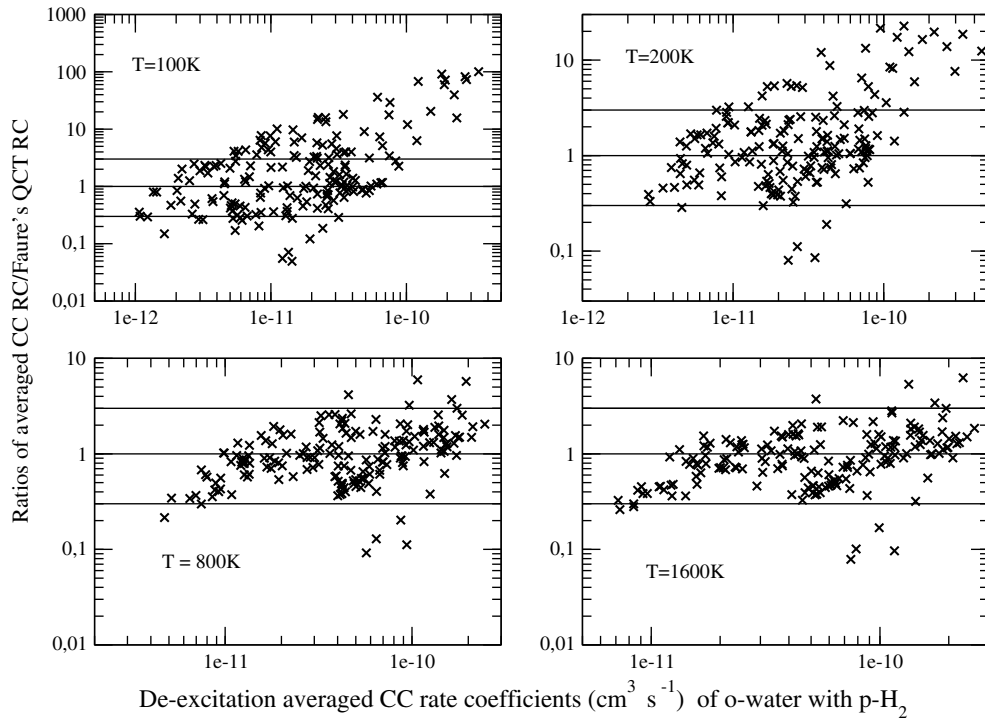 Ratios of averaged CC RC/Faure's QCT RC
1000
100
10
1
0,1
0,01
T=100K
1e-12 1e-11 1e-10
10
1
0,1
T=200K
1e-12 1e-11 1e-10
10
1
0,1
0,01
T = 800K
1e-11 1e-10
10
1
0,1
0,01
T=1600K
1e-11 1e-10
De-excitation averaged CC rate coefficients (cm³ s⁻¹) of o-water with p-H₂